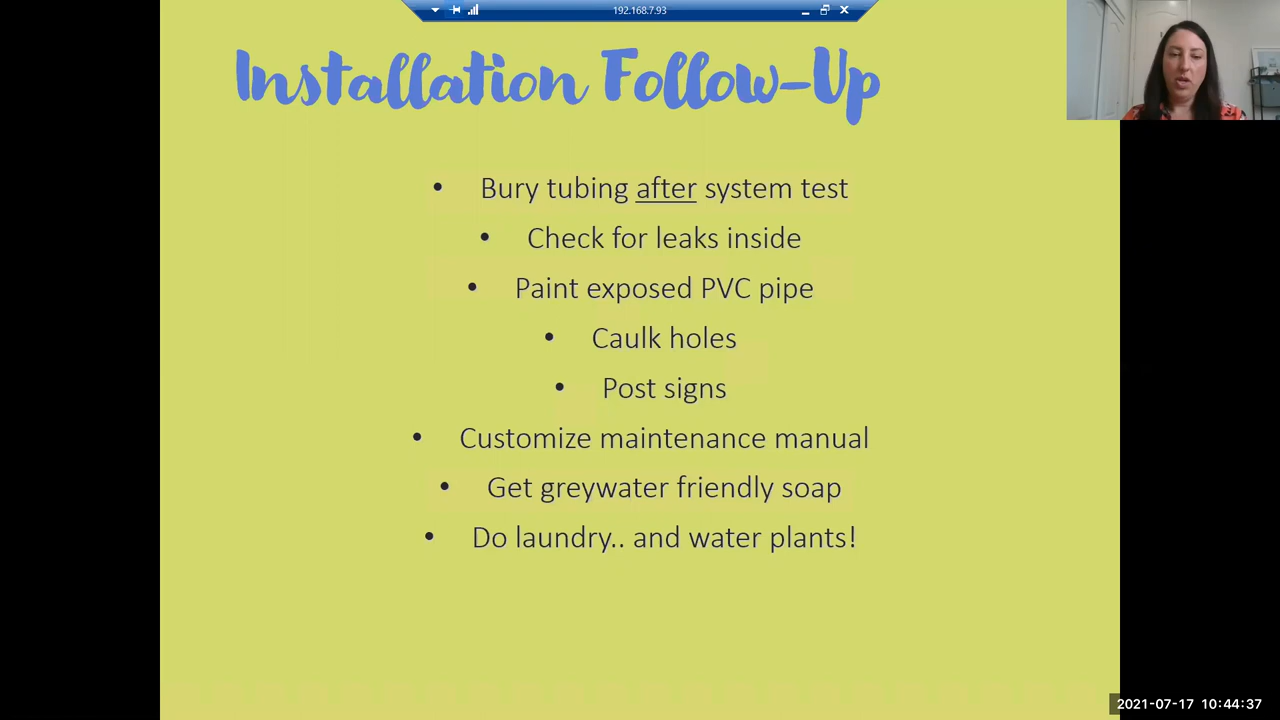 192.168.7.93
Installation Follow-Up
• Bury tubing after system test
• Check for leaks inside
• Paint exposed PVC pipe
• Caulk holes
• Post signs
• Customize maintenance manual
• Get greywater friendly soap
• Do laundry.. and water plants!
2021-07-17 10:44:37